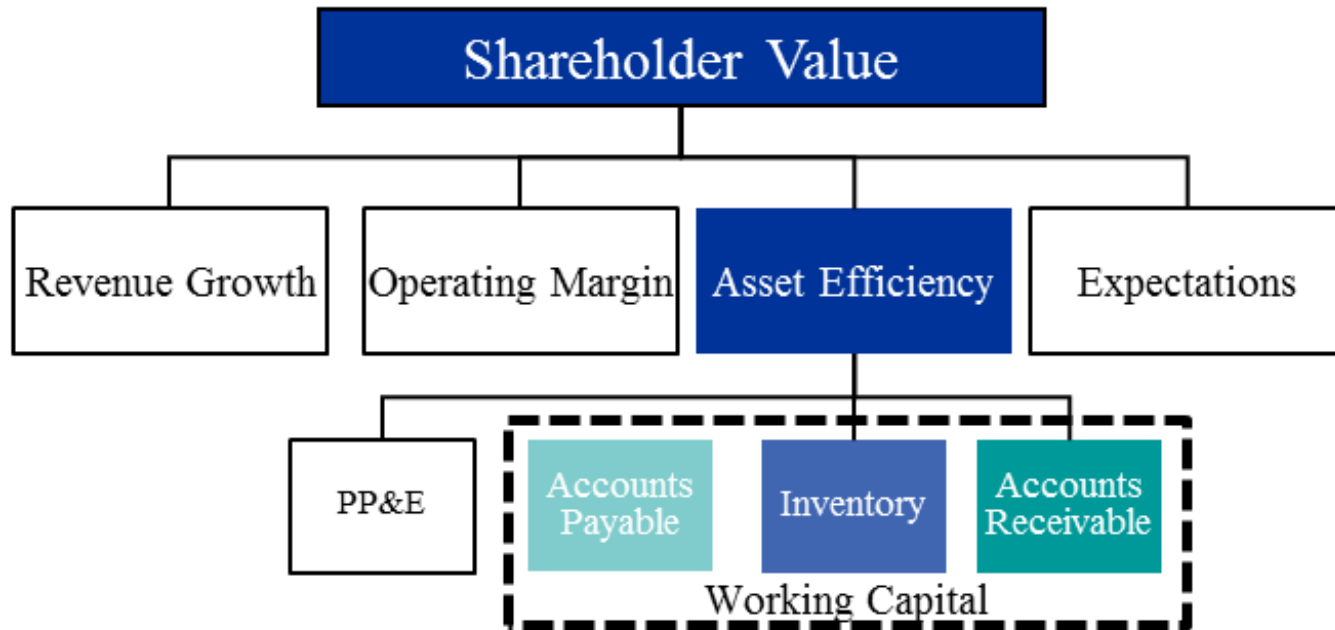 Shareholder Value
Revenue Growth
Operating Margin
Asset Efficiency
Expectations
PP&E
Accounts
Payable
Inventory
Accounts
Receivable
Working Capital